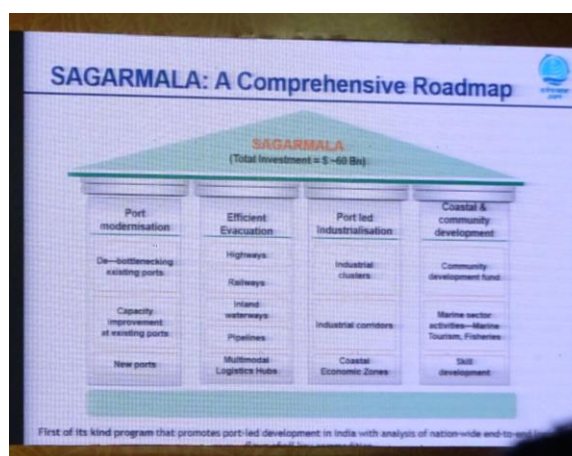 SAGARMALA: A Comprehensive Roadmap
SAGARMALA
(Total Investment = $ ~60 Bn)
Port
modernisation
De—bottlenecking
existing ports
Capacity
improvement
at existing ports
New ports
Efficient
Evacuation
Highways
Railways
Inland
waterways
Pipelines
Multimodal
Logistics Hubs
Port led
Industrialisation
Industrial
clusters
Industrial corridors
Coastal
Economic Zones
Coastal &
community
development
Community
development fund
Marine sector
activities—Marine
Tourism, Fisheries
Skill
development
First of its kind program that promotes port-led development in India with analysis of nation-wide end-to-end